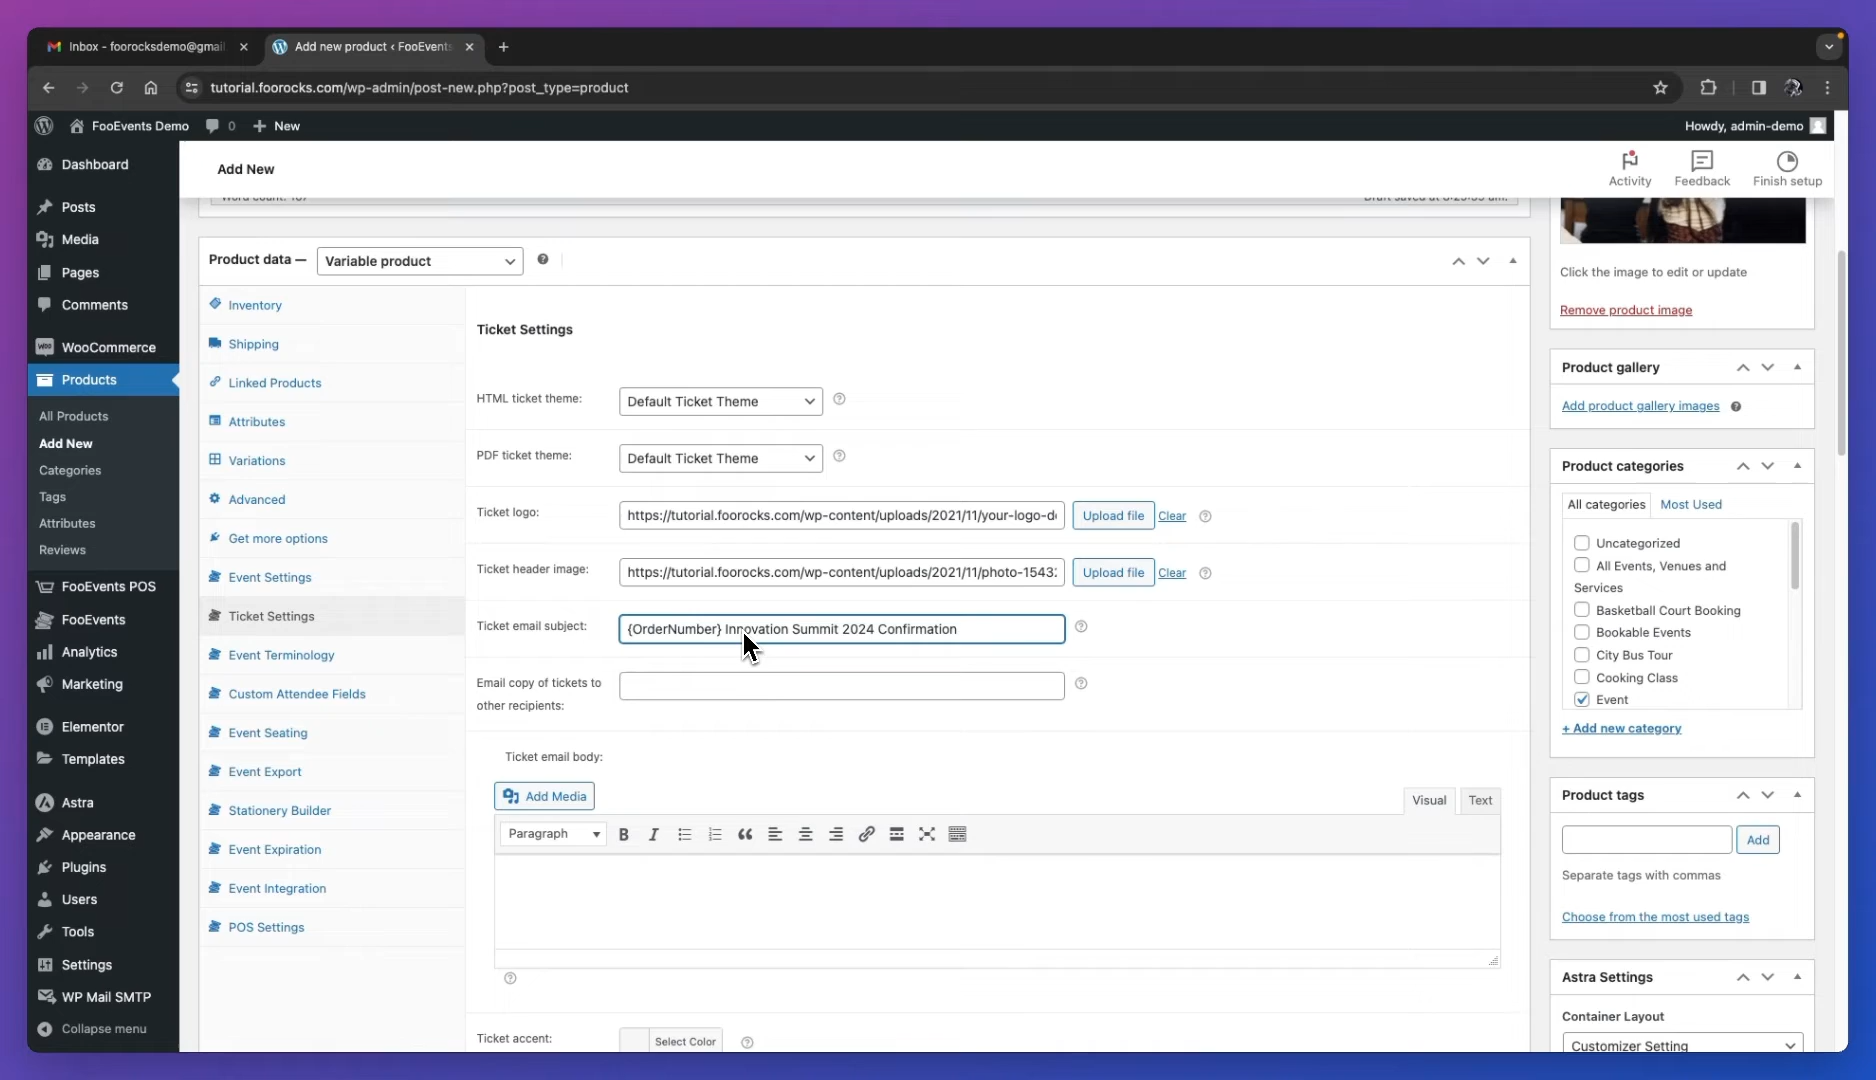 Inbox - foorocksdemo@gmail
Add new product ‹ FooEvents
tutorial.foorocks.com/wp-admin/post-new.php?post_type=product
FooEvents Demo
0
New
Howdy, admin-demo
Add New
Activity
Feedback
Finish setup
Dashboard
Posts
Media
Pages
Comments
WooCommerce
Products
All Products
Add New
Categories
Tags
Attributes
Reviews
FooEvents POS
FooEvents
Analytics
Marketing
Elementor
Templates
Astra
Appearance
Plugins
Users
Tools
Settings
WP Mail SMTP
Collapse menu
Product data —
Variable product
Inventory
Shipping
Linked Products
Attributes
Variations
Advanced
Get more options
Event Settings
Ticket Settings
Event Terminology
Custom Attendee Fields
Event Seating
Event Export
Stationery Builder
Event Expiration
Event Integration
POS Settings
Ticket Settings
HTML ticket theme:
Default Ticket Theme
PDF ticket theme:
Default Ticket Theme
Ticket logo:
https://tutorial.foorocks.com/wp-content/uploads/2021/11/your-logo-d
Upload file
Clear
Ticket header image:
https://tutorial.foorocks.com/wp-content/uploads/2021/11/photo-1543
Upload file
Clear
Ticket email subject:
{OrderNumber} Innovation Summit 2024 Confirmation
Email copy of tickets to
other recipients:
Ticket email body:
Add Media
Visual
Text
Paragraph
Ticket accent:
Select Color
Click the image to edit or update
Remove product image
Product gallery
Add product gallery images
Product categories
All categories
Most Used
Uncategorized
All Events, Venues and
Services
Basketball Court Booking
Bookable Events
City Bus Tour
Cooking Class
Event
+ Add new category
Product tags
Add
Separate tags with commas
Choose from the most used tags
Astra Settings
Container Layout
Customizer Setting